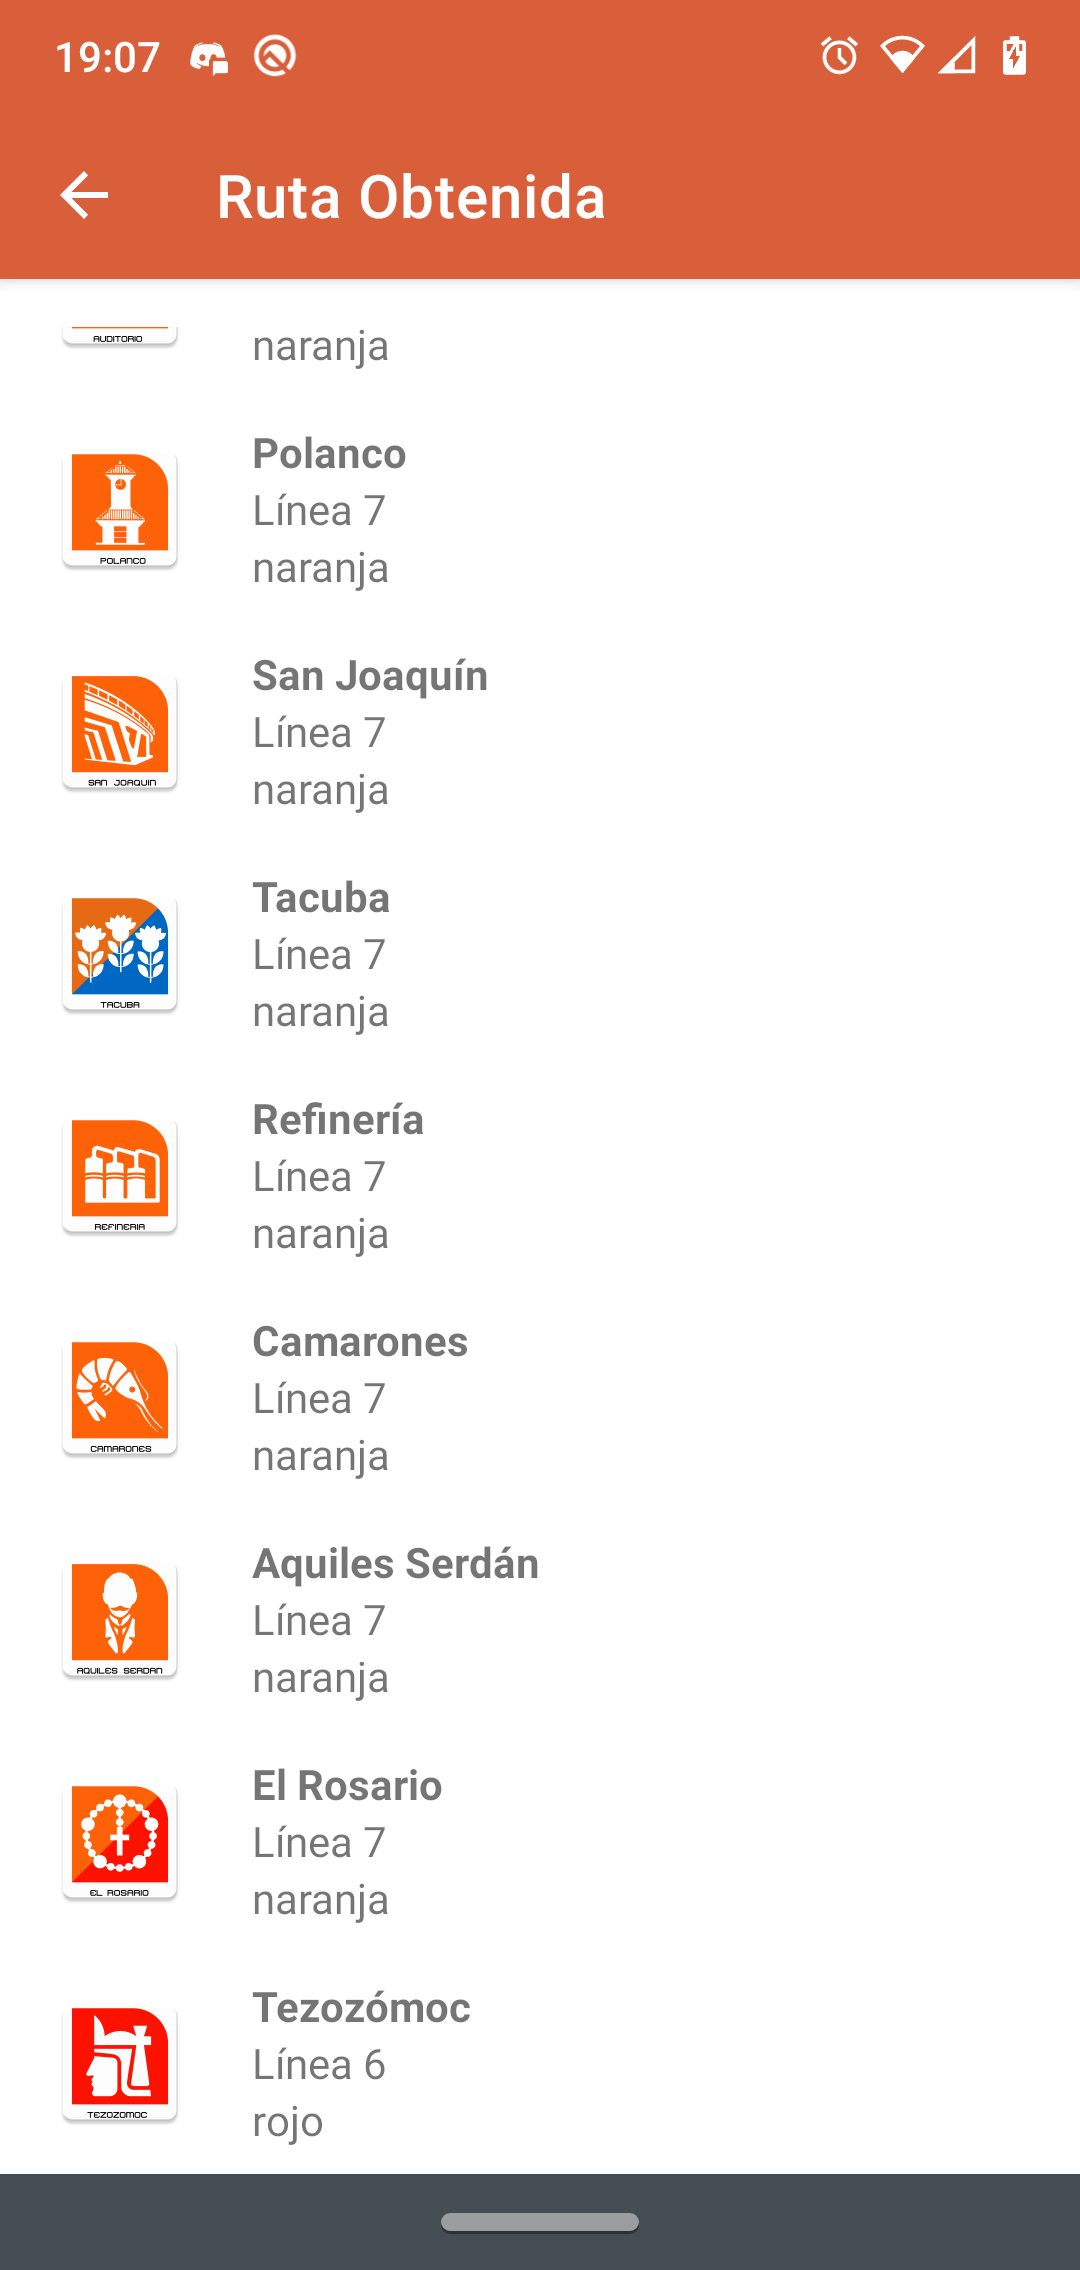 19:07
Ruta Obtenida
AUDITORIO
naranja
Polanco
Línea 7
naranja
POLANCO
San Joaquín
Línea 7
naranja
SAN JOAQUIN
Tacuba
Línea 7
naranja
TACUBA
Refinería
Línea 7
naranja
REFINERIA
Camarones
Línea 7
naranja
CAMARONES
Aquiles Serdán
Línea 7
naranja
AQUILES SERDAN
El Rosario
Línea 7
naranja
EL ROSARIO
Tezozómoc
Línea 6
rojo
TEZOZOMOC